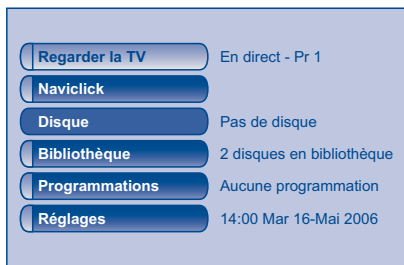 Regarder la TV En direct - Pr 1
Naviclick
Disque Pas de disque
Bibliothèque 2 disques en bibliothèque
Programmations Aucune programmation
Réglages 14:00 Mar 16-Mai 2006